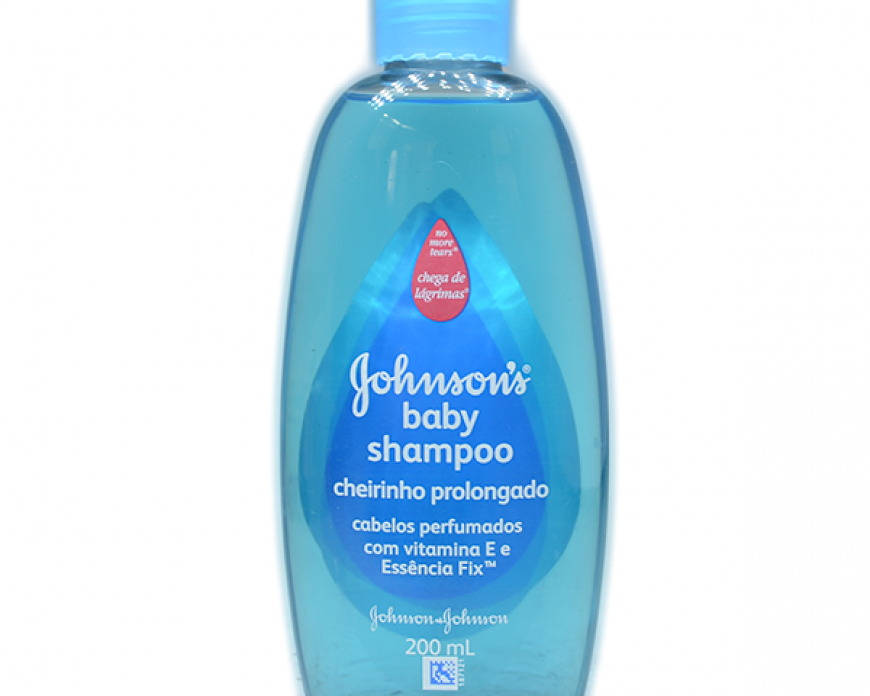 no
more
tears®
chega de
lágrimas®
Johnson's®
baby
shampoo
cheirinho prolongado
cabelos perfumados
com vitamina E e
Essência Fix™
Johnson&Johnson
200 mL